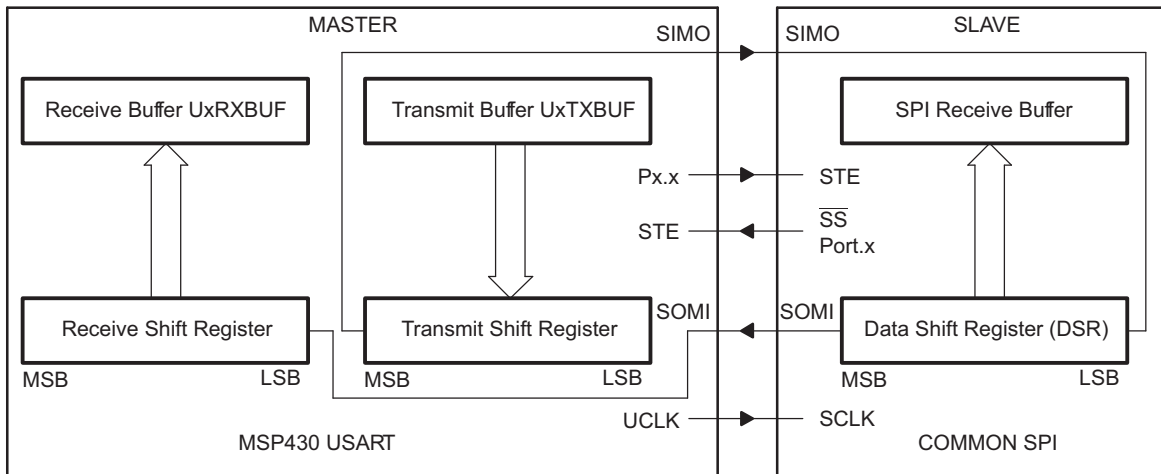 MASTER
SLAVE
SIMO
SIMO
Receive Buffer UxRXBUF
Transmit Buffer UxTXBUF
SPI Receive Buffer
Px.x
STE
STE
SS
Port.x
SOMI
SOMI
Receive Shift Register
Transmit Shift Register
Data Shift Register (DSR)
MSB
LSB
MSB
LSB
MSB
LSB
UCLK
SCLK
MSP430 USART
COMMON SPI